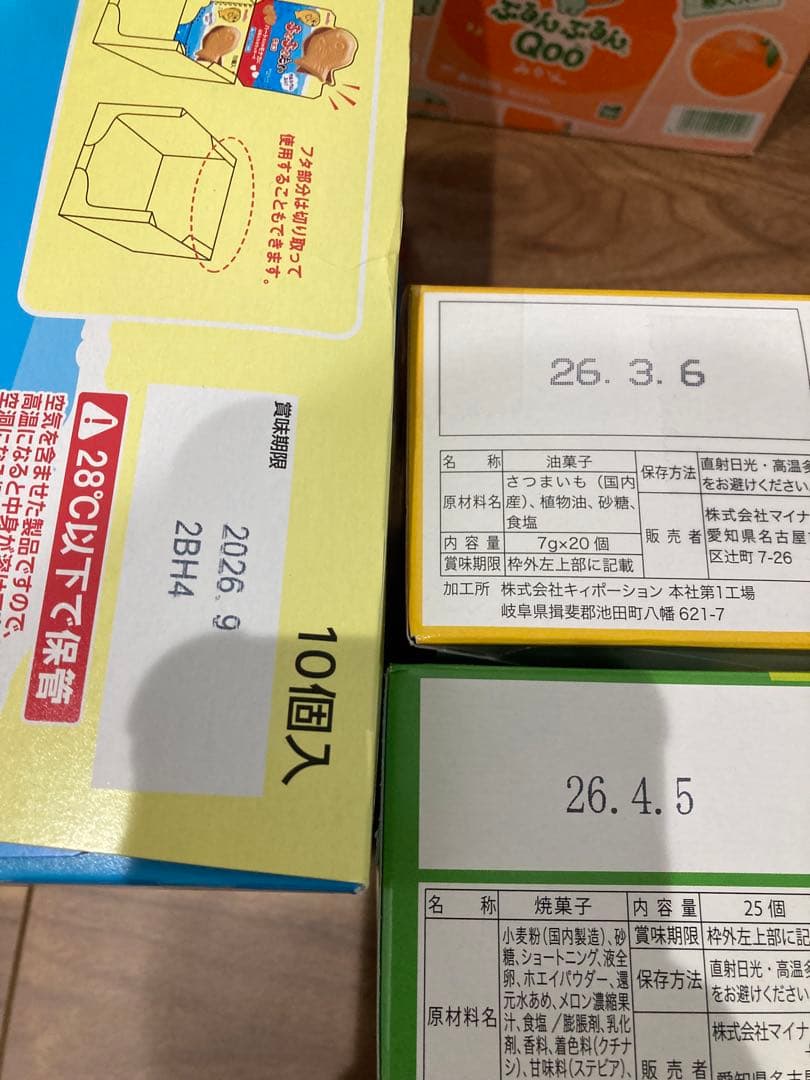 ぷるんぷるん
Qoo
フタ部分は切り取って
使用することもできます。
28℃以下で保管
空気を含ませた製品ですので、
高温になると中身が溶け
賞味期限
2026.9
2BH4
10個入
26. 3. 6
名 称 油菓子 保存方法 直射日光・高温多
をお避けください
原材料名 さつまいも(国内
産)、植物油、砂糖、
食塩
販売者 株式会社マイナ
愛知県名古屋
区辻町 7-26
内容量 7g×20個
賞味期限 枠外左上部に記載
加工所 株式会社キィポーション 本社第1工場
岐阜県揖斐郡池田町八幡 621-7
26.4.5
名 称 焼菓子 内容量 25個
原材料名 小麦粉(国内製造)、砂
糖、ショートニング、液全
卵、ホエイパウダー、還
元水あめ、メロン濃縮果
汁、食塩/膨脹剤、乳化
剤、香料、着色料(クチナ
シ)、甘味料(ステビア)、
賞味期限 枠外左上部に記
保存方法 直射日光・高温
をお避けください
販売者 株式会社マイナ
愛知県名古